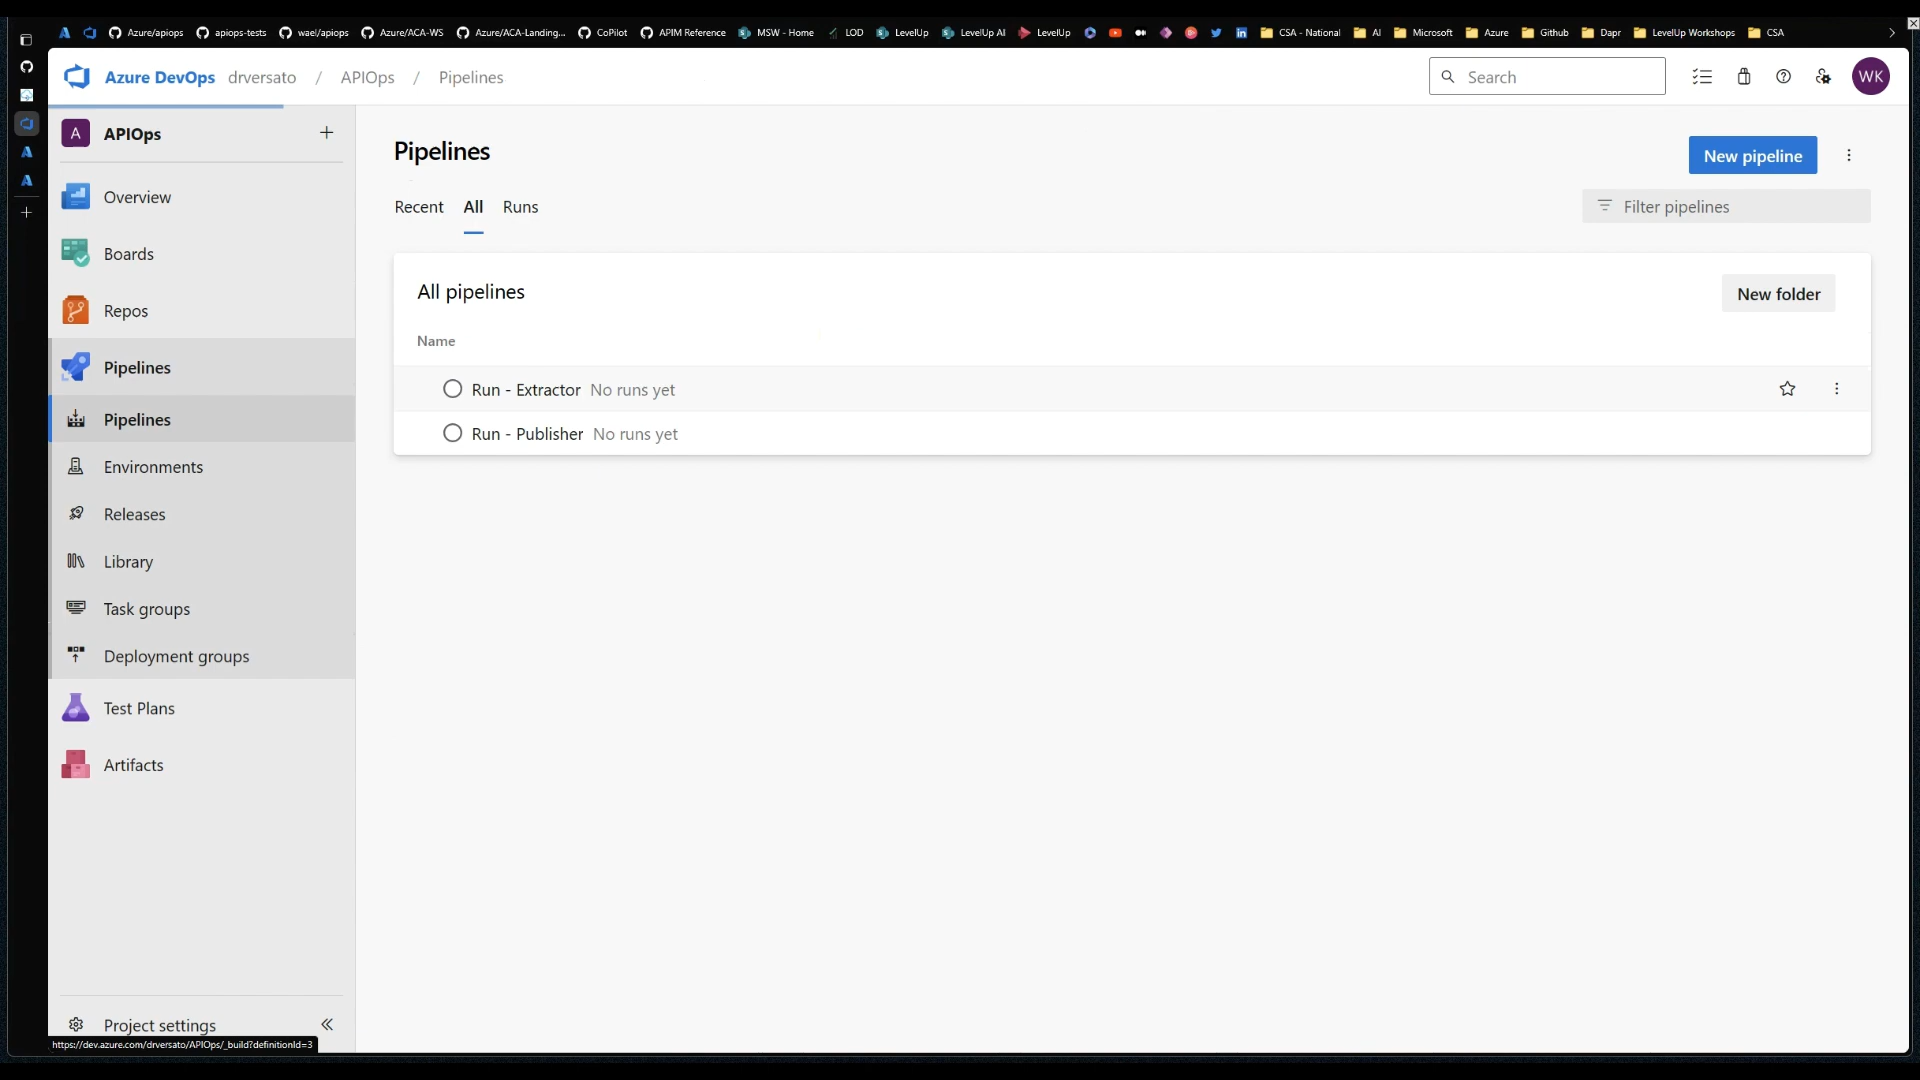 Azure/apiops apiops-tests wael/apiops Azure/ACA-WS Azure/ACA-Landing... CoPilot APIM Reference MSW - Home LOD LevelUp LevelUp AI LevelUp CSA - National AI Microsoft Azure Github Dapr LevelUp Workshops CSA
Azure DevOps drversato / APIOps / Pipelines
Search
WK
A APIOps
Overview
Boards
Repos
Pipelines
Pipelines
Environments
Releases
Library
Task groups
Deployment groups
Test Plans
Artifacts
Project settings
https://dev.azure.com/drversato/APIOps/_build?definitionId=3
Pipelines
New pipeline
Recent All Runs
Filter pipelines
All pipelines
New folder
Name
Run - Extractor No runs yet
Run - Publisher No runs yet